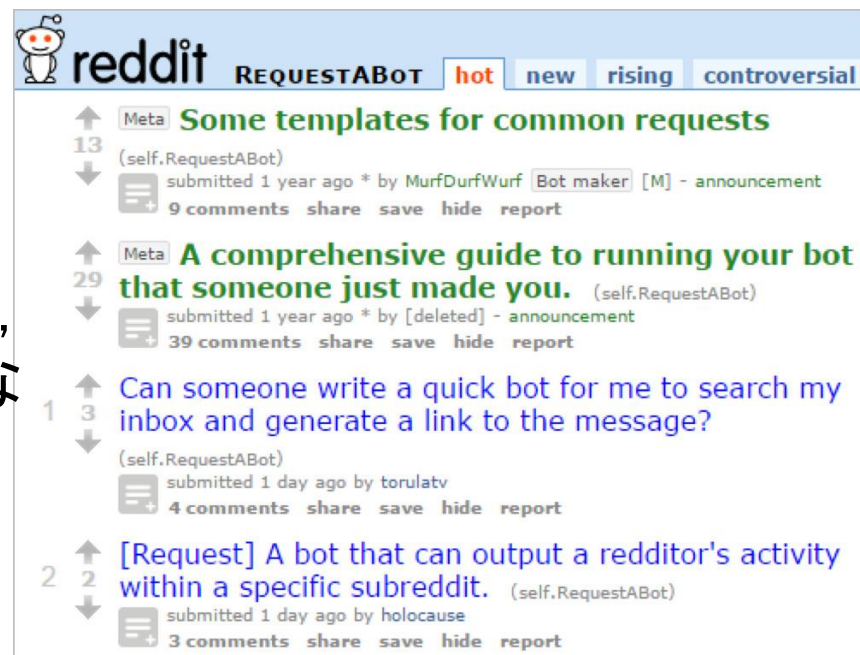 reddit REQUESTABOT hot new rising controversial
Meta Some templates for common requests
13
(self.RequestABot)
submitted 1 year ago * by MurfDurfWurf Bot maker [M] - announcement
9 comments share save hide report
Meta A comprehensive guide to running your bot
29
that someone just made you. (self.RequestABot)
submitted 1 year ago * by [deleted] - announcement
39 comments share save hide report
Can someone write a quick bot for me to search my
1 3
inbox and generate a link to the message?
(self.RequestABot)
submitted 1 day ago by torulatv
4 comments share save hide report
[Request] A bot that can output a redditor's activity
2 2
within a specific subreddit. (self.RequestABot)
submitted 1 day ago by holocause
3 comments share save hide report